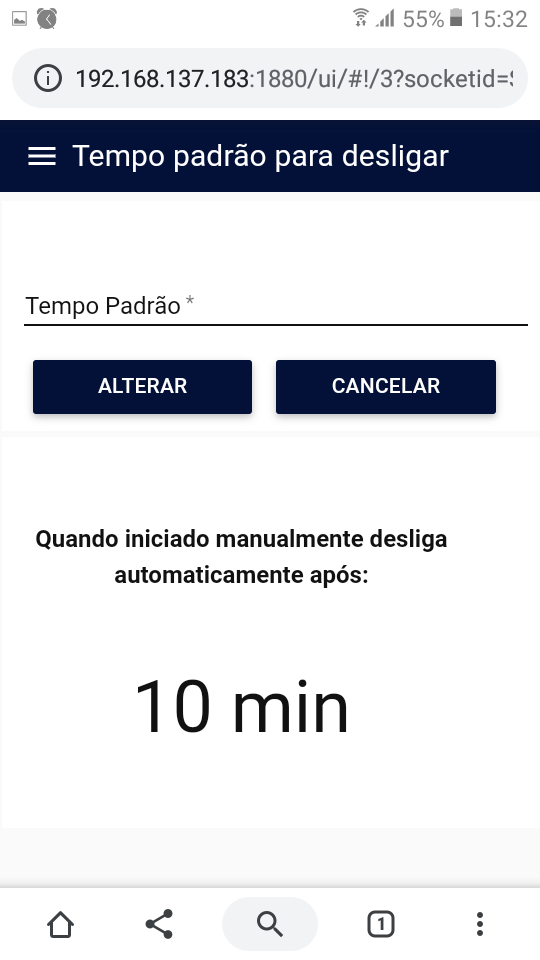 55% 15:32
192.168.137.183:1880/ui/#!/3?socketid=
Tempo padrão para desligar
Tempo Padrão *
ALTERAR CANCELAR
Quando iniciado manualmente desliga
automaticamente após:
10 min
1